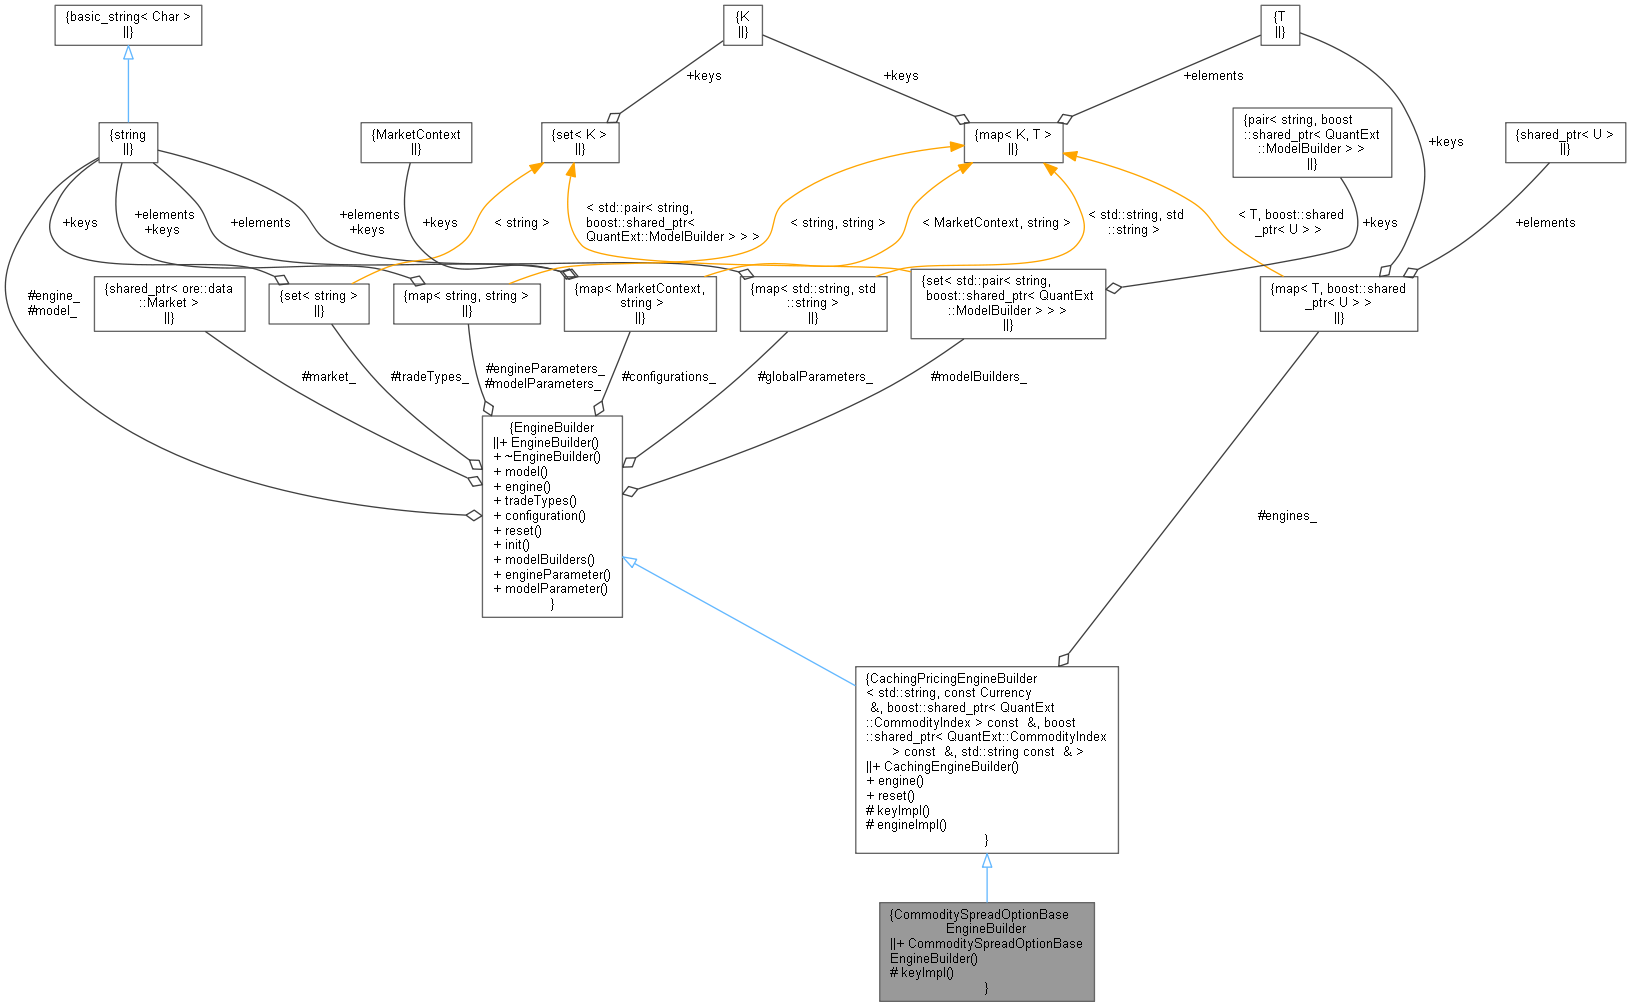 {basic_string< Char >
||}
{K
||}
{T
||}
+keys
+keys
+elements
{string
||}
{MarketContext
||}
{set< K >
||}
{map< K, T >
||}
{pair< string, boost
::shared_ptr< QuantExt
::ModelBuilder > >
||}
+keys
{shared_ptr< U >
||}
+keys
+elements
+keys
+elements
+elements
+keys
+keys
< string >
< std::pair< string,
boost::shared_ptr<
QuantExt::ModelBuilder > > >
< string, string >
< MarketContext, string >
< std::string, std
::string >
< T, boost::shared
_ptr< U > >
+keys
+elements
#engine_
#model_
{shared_ptr< ore::data
::Market >
||}
{set< string >
||}
{map< string, string >
||}
{map< MarketContext,
string >
||}
{map< std::string, std
::string >
||}
{set< std::pair< string,
boost::shared_ptr< QuantExt
::ModelBuilder > > >
||}
{map< T, boost::shared
_ptr< U > >
||}
#market_
#tradeTypes_
#engineParameters_
#modelParameters_
#configurations_
#globalParameters_
#modelBuilders_
{EngineBuilder
||+ EngineBuilder()
+ ~EngineBuilder()
+ model()
+ engine()
+ tradeTypes()
+ configuration()
+ reset()
+ init()
+ modelBuilders()
+ engineParameter()
+ modelParameter()
}
#engines_
{CachingPricingEngineBuilder
< std::string, const Currency
&, boost::shared_ptr< QuantExt
::CommodityIndex > const &, boost
::shared_ptr< QuantExt::CommodityIndex
> const &, std::string const & >
||+ CachingEngineBuilder()
+ engine()
+ reset()
# keyImpl()
# engineImpl()
}
{CommoditySpreadOptionBase
EngineBuilder
||+ CommoditySpreadOptionBase
EngineBuilder()
# keyImpl()
}